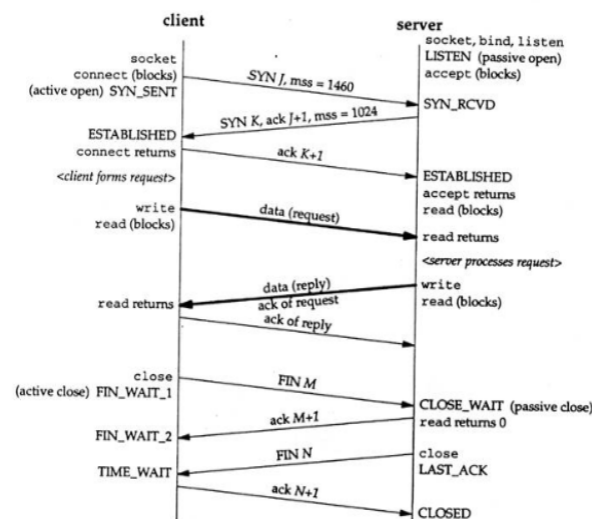 client
server
socket, bind, listen
LISTEN (passive open)
accept (blocks)
socket
connect (blocks)
(active open) SYN_SENT
SYN J, mss = 1460
SYN_RCVD
SYN K, ack J+1, mss = 1024
ESTABLISHED
connect returns
ack K+1
<client forms request>
ESTABLISHED
accept returns
read (blocks)
write
read (blocks)
data (request)
read returns
<server processes request>
data (reply)
ack of request
write
read (blocks)
read returns
ack of reply
close
(active close) FIN_WAIT_1
FIN M
CLOSE_WAIT (passive close)
read returns 0
ack M+1
FIN_WAIT_2
FIN N
close
LAST_ACK
TIME_WAIT
ack N+1
CLOSED